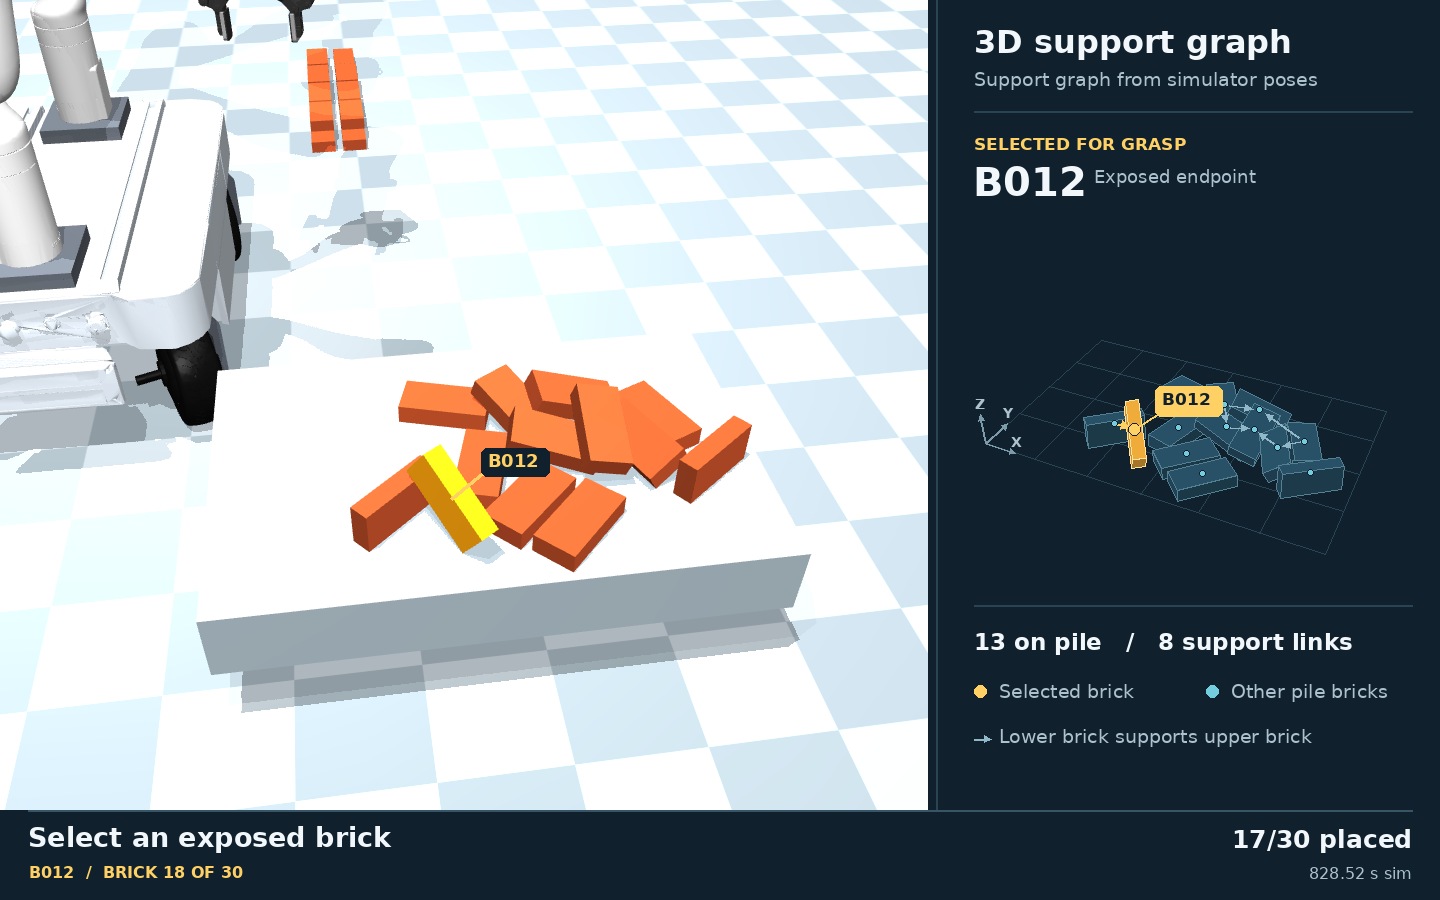 3D support graph
Support graph from simulator poses
SELECTED FOR GRASP
B012 Exposed endpoint
Z
Y
X
B012
B012
13 on pile / 8 support links
Selected brick
Other pile bricks
Lower brick supports upper brick
Select an exposed brick
B012 / BRICK 18 OF 30
17/30 placed
828.52 s sim